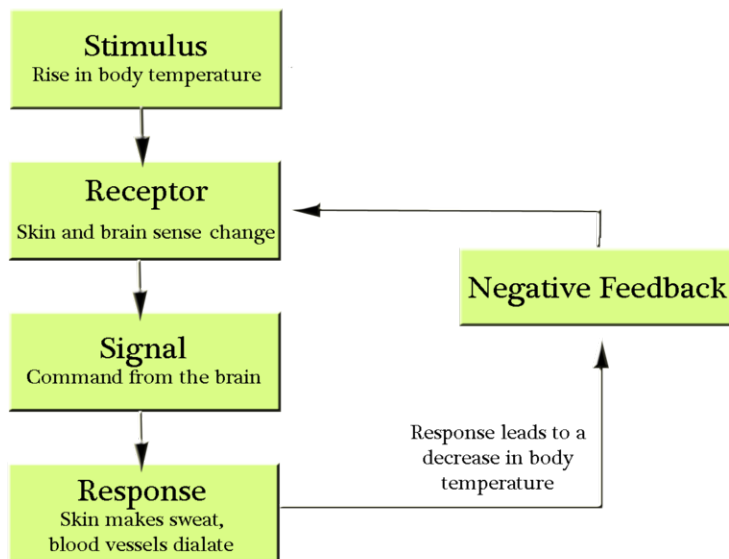 Stimulus
Rise in body temperature
Receptor
Skin and brain sense change
Signal
Command from the brain
Response
Skin makes sweat,
blood vessels dialate
Response leads to a
decrease in body
temperature
Negative Feedback